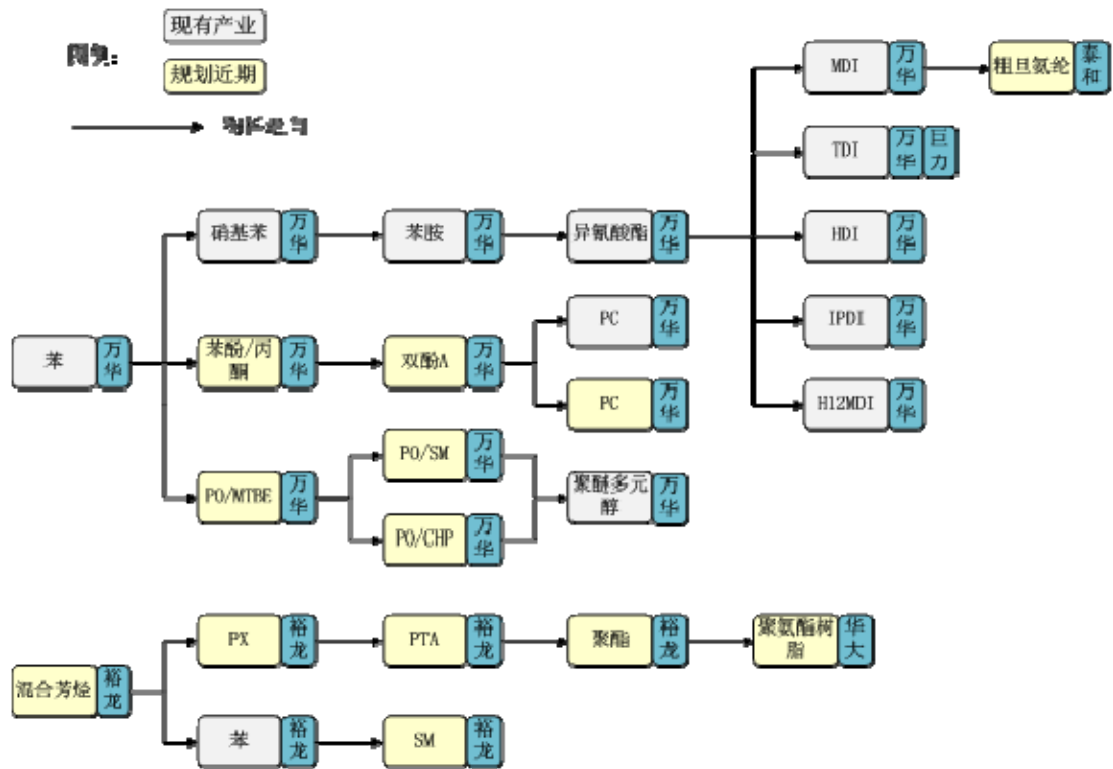 现有产业
规划近期
MDI 万华
粗旦氨纶 泰和
TDI 万华 巨力
硝基苯 万华
苯胺 万华
异氰酸酯 万华
HDI 万华
PC 万华
IPDI 万华
苯 万华
苯酚/丙
酮 万华
双酚A 万华
PC 万华
H12MDI 万华
PO/SM 万华
PO/MTBE 万华
聚醚多元
醇 万华
PO/CHP 万华
PX 裕龙
PTA 裕龙
聚酯 裕龙
聚氨酯树
脂 华大
混合芳烃 裕龙
苯 裕龙
SM 裕龙